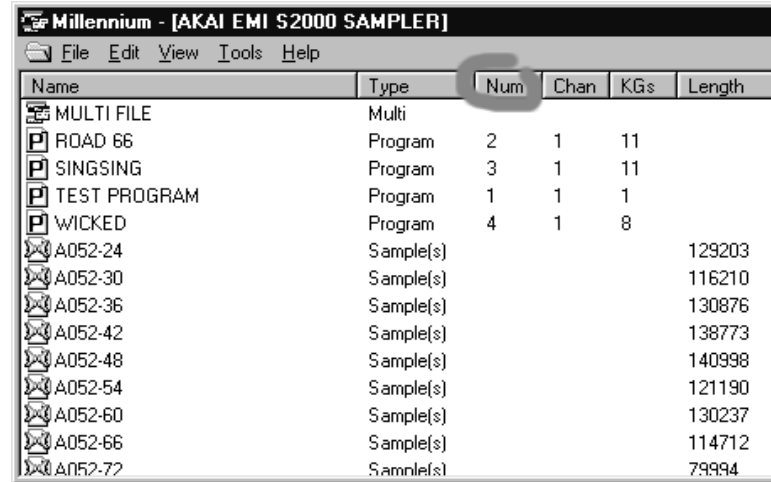 Millennium - [AKAI EMI S2000 SAMPLER]
File Edit View Tools Help
Name Type Num Chan KGs Length
MULTI FILE Multi
P ROAD 66 Program 2 1 11
P SINGSING Program 3 1 11
P TEST PROGRAM Program 1 1 1
P WICKED Program 4 1 8
A052-24 Sample(s) 129203
A052-30 Sample(s) 116210
A052-36 Sample(s) 130876
A052-42 Sample(s) 138773
A052-48 Sample(s) 140998
A052-54 Sample(s) 121190
A052-60 Sample(s) 130237
A052-66 Sample(s) 114712
A052-72 Sample(s) 79994